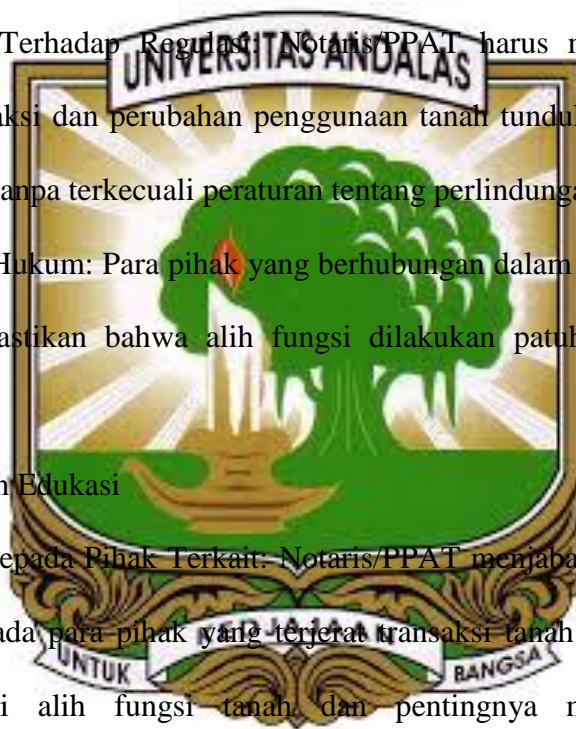 Terhadap Regulasi: Notaris/PPAT harus m
UNIVERSITAS ANDALAS
aksi dan perubahan penggunaan tanah tunduk
anpa terkecuali peraturan tentang perlindunga
Hukum: Para pihak yang berhubungan dalam
astikan bahwa alih fungsi dilakukan patuh
n Edukasi
epada Pihak Terkait: Notaris/PPAT menjaba
ada para pihak yang terjerat transaksi tanah
KEDJAJAAN
UNTUK BANGSA
i alih fungsi tanah dan pentingnya m